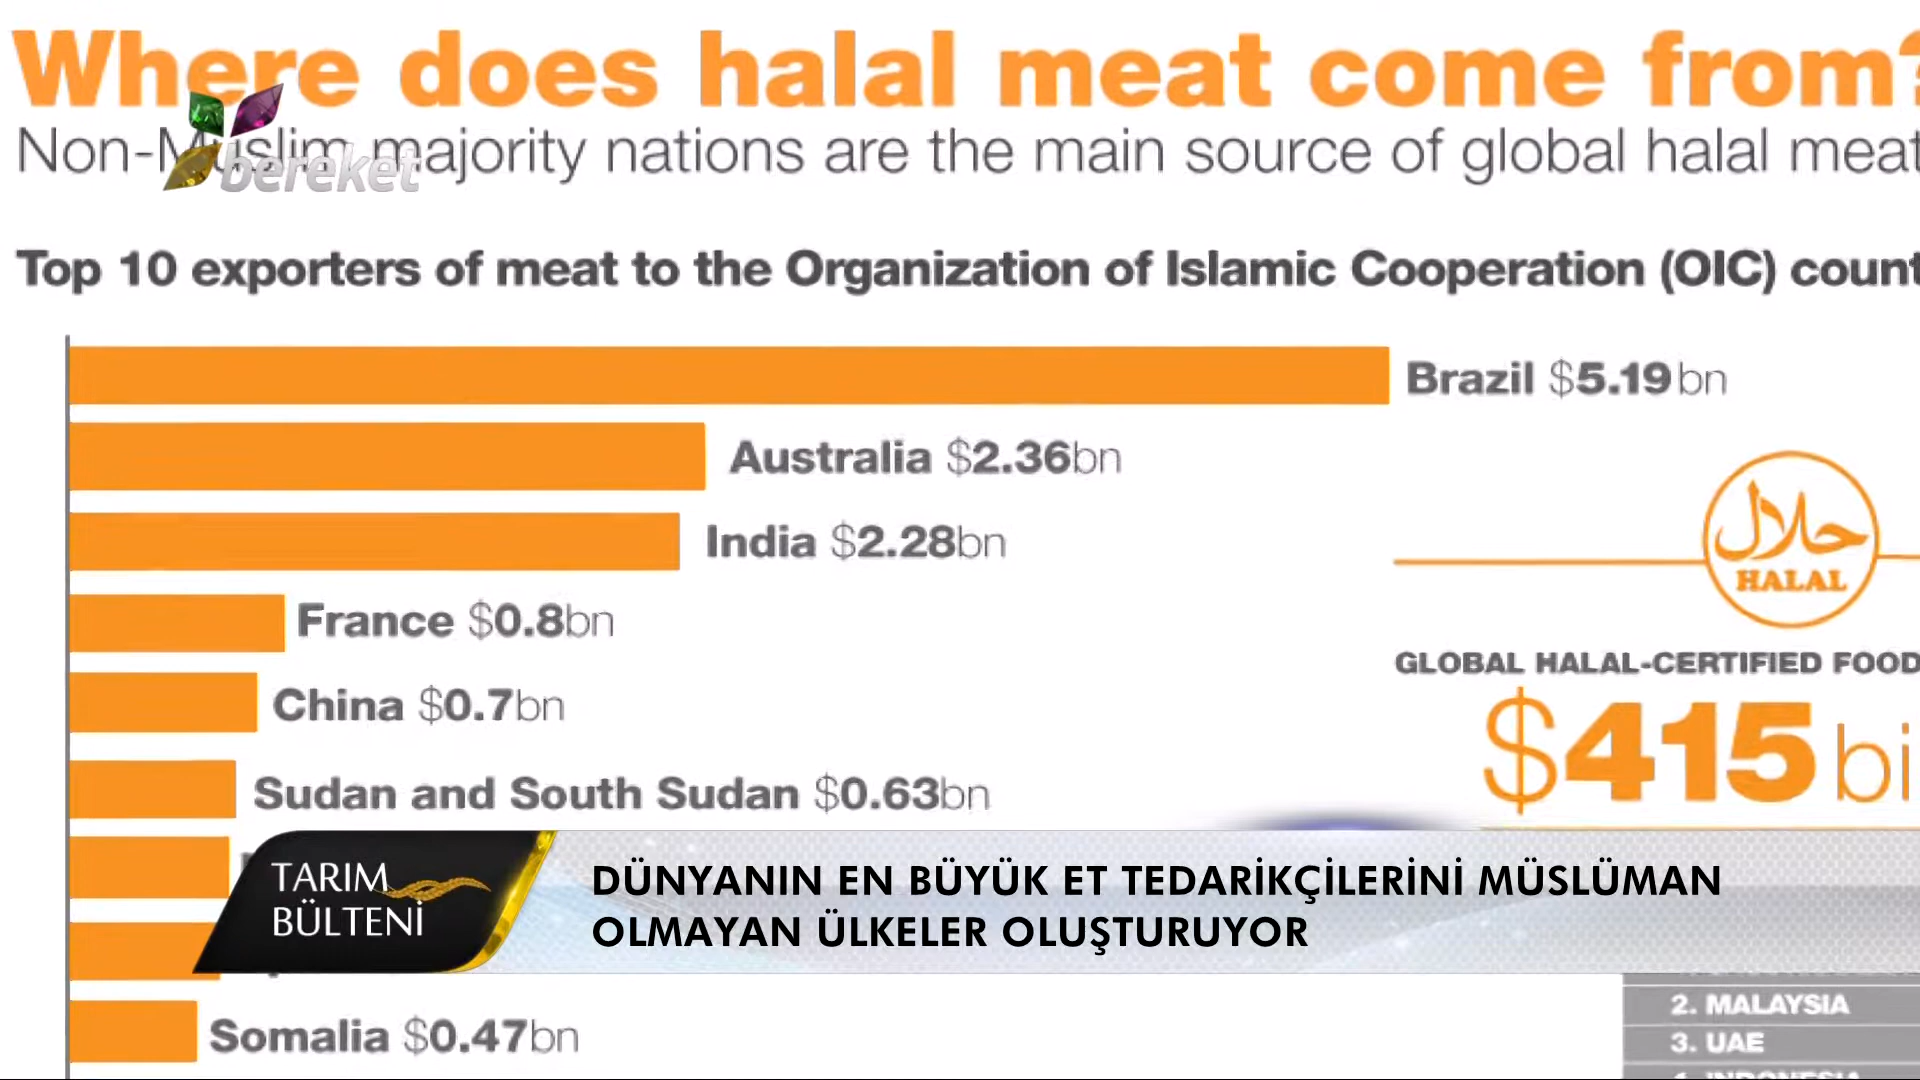 Where does halal meat come from?
Non-Muslim majority nations are the main source of global halal meat
bereket
Top 10 exporters of meat to the Organization of Islamic Cooperation (OIC)
Brazil $5.19bn
Australia $2.36bn
India $2.28bn
حلال
HALAL
France $0.8bn
GLOBAL HALAL-CERTIFIED FOOD
China $0.7bn
$415
Sudan and South Sudan $0.63bn
TARIM
BÜLTENİ
DÜNYANIN EN BÜYÜK ET TEDARİKÇİLERİNİ MÜSLÜMAN
OLMAYAN ÜLKELER OLUŞTURUYOR
2. MALAYSIA
Somalia $0.47bn
3. UAE